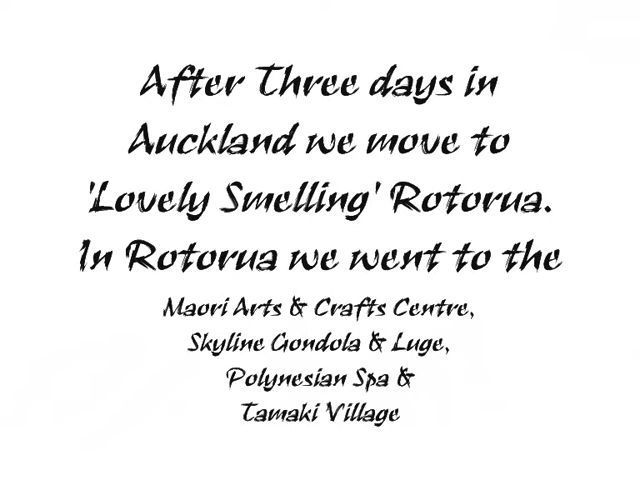 After Three days in
Auckland we move to
'Lovely Smelling' Rotorua.
In Rotorua we went to the
Maori Arts & Crafts Centre,
Skyline Gondola & Luge,
Polynesian Spa &
Tamaki Village